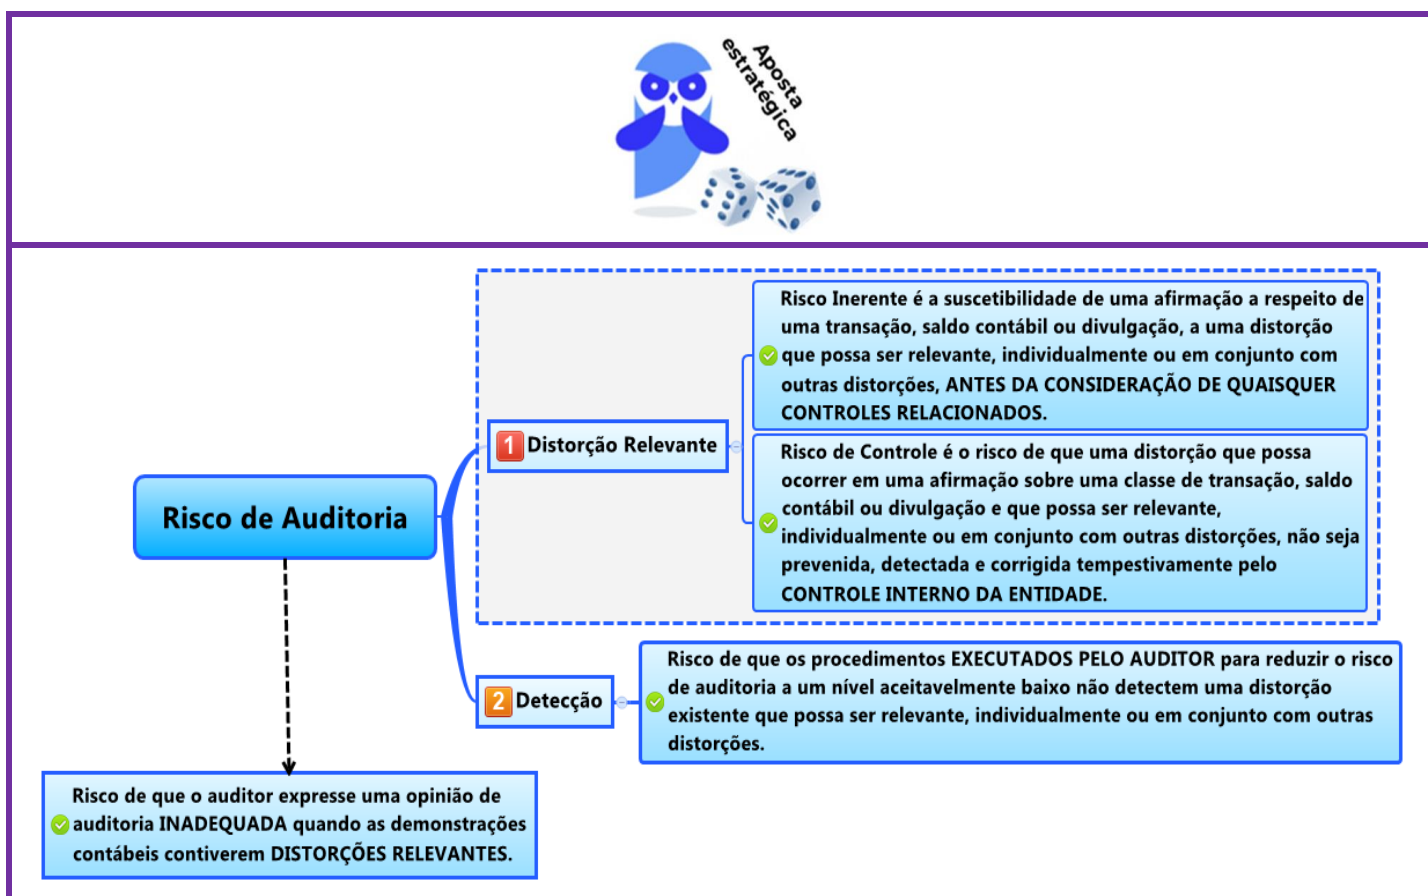 Aposta
estratégica
Risco de Auditoria
Risco de que o auditor expresse uma opinião de
auditoria INADEQUADA quando as demonstrações
contábeis contiverem DISTORÇÕES RELEVANTES.
1 Distorção Relevante
Risco Inerente é a suscetibilidade de uma afirmação a respeito de
uma transação, saldo contábil ou divulgação, a uma distorção
que possa ser relevante, individualmente ou em conjunto com
outras distorções, ANTES DA CONSIDERAÇÃO DE QUAISQUER
CONTROLES RELACIONADOS.
Risco de Controle é o risco de que uma distorção que possa
ocorrer em uma afirmação sobre uma classe de transação, saldo
contábil ou divulgação e que possa ser relevante,
individualmente ou em conjunto com outras distorções, não seja
prevenida, detectada e corrigida tempestivamente pelo
CONTROLE INTERNO DA ENTIDADE.
2 Detecção
Risco de que os procedimentos EXECUTADOS PELO AUDITOR para reduzir o risco
de auditoria a um nível aceitavelmente baixo não detectem uma distorção
existente que possa ser relevante, individualmente ou em conjunto com outras
distorções.